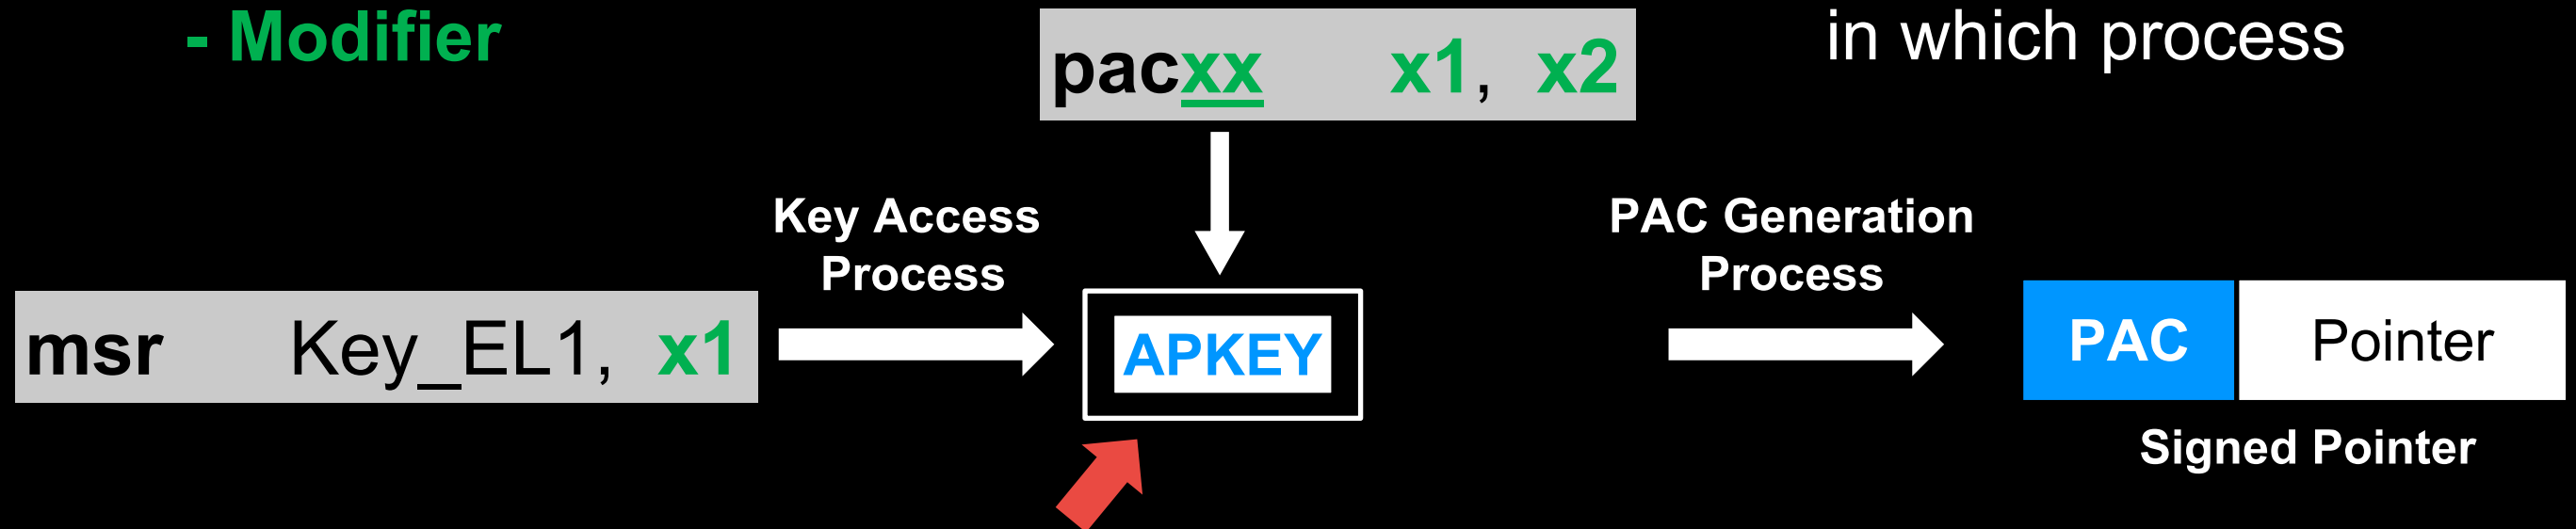 - Modifier
in which process
pacxx x1, x2
Key Access
Process
PAC Generation
Process
msr Key_EL1, x1
APKEY
PAC Pointer
Signed Pointer